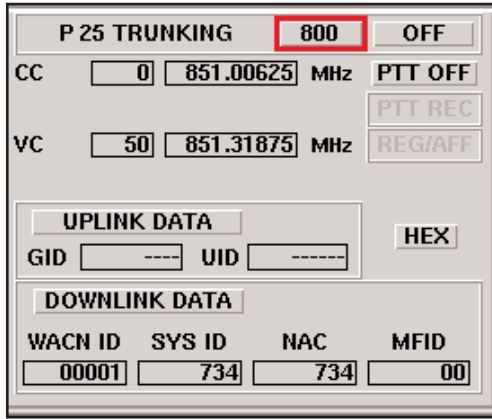 P 25 TRUNKING 800 OFF
CC 0 851.00625 MHz PTT OFF
PTT REC
VC 50 851.31875 MHz REG/AFF
UPLINK DATA
HEX
GID ---- UID ------
DOWNLINK DATA
WACN ID SYS ID NAC MFID
00001 734 734 00